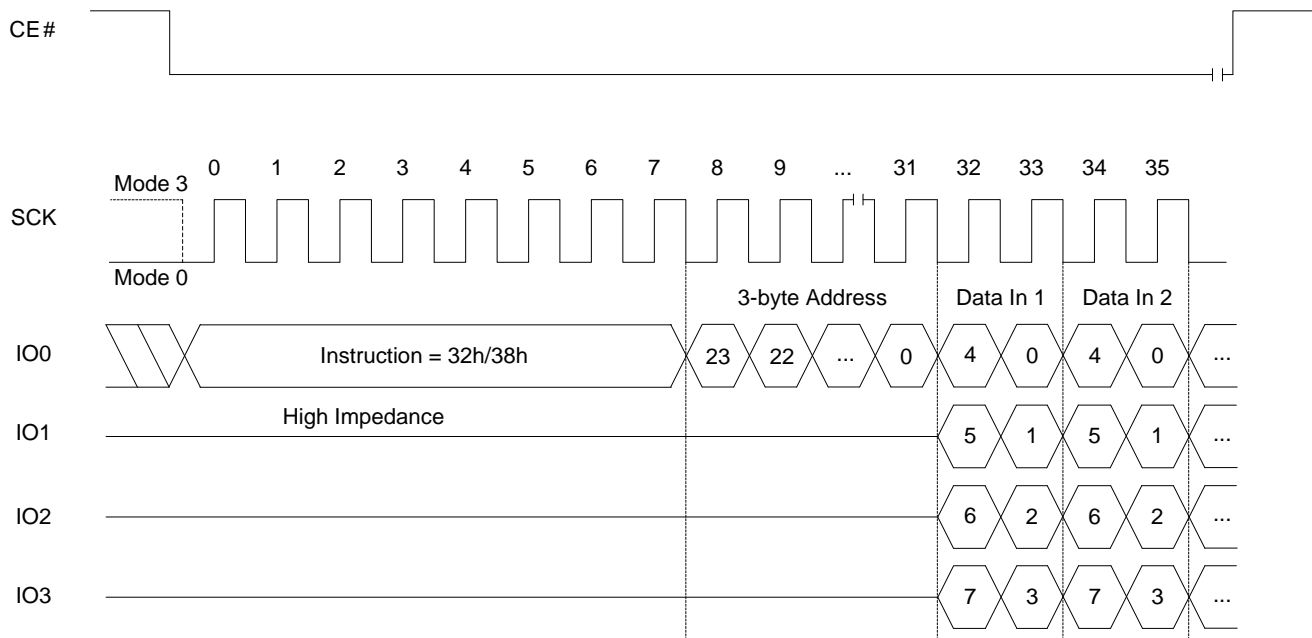 CE#
0 1 2 3 4 5 6 7 8 9 ... 31 32 33 34 35
Mode 3
SCK
Mode 0
3-byte Address Data In 1 Data In 2
IO0 Instruction = 32h/38h 23 22 ... 0 4 0 4 0 ...
High Impedance
IO1 5 1 5 1 ...
IO2 6 2 6 2 ...
IO3 7 3 7 3 ...